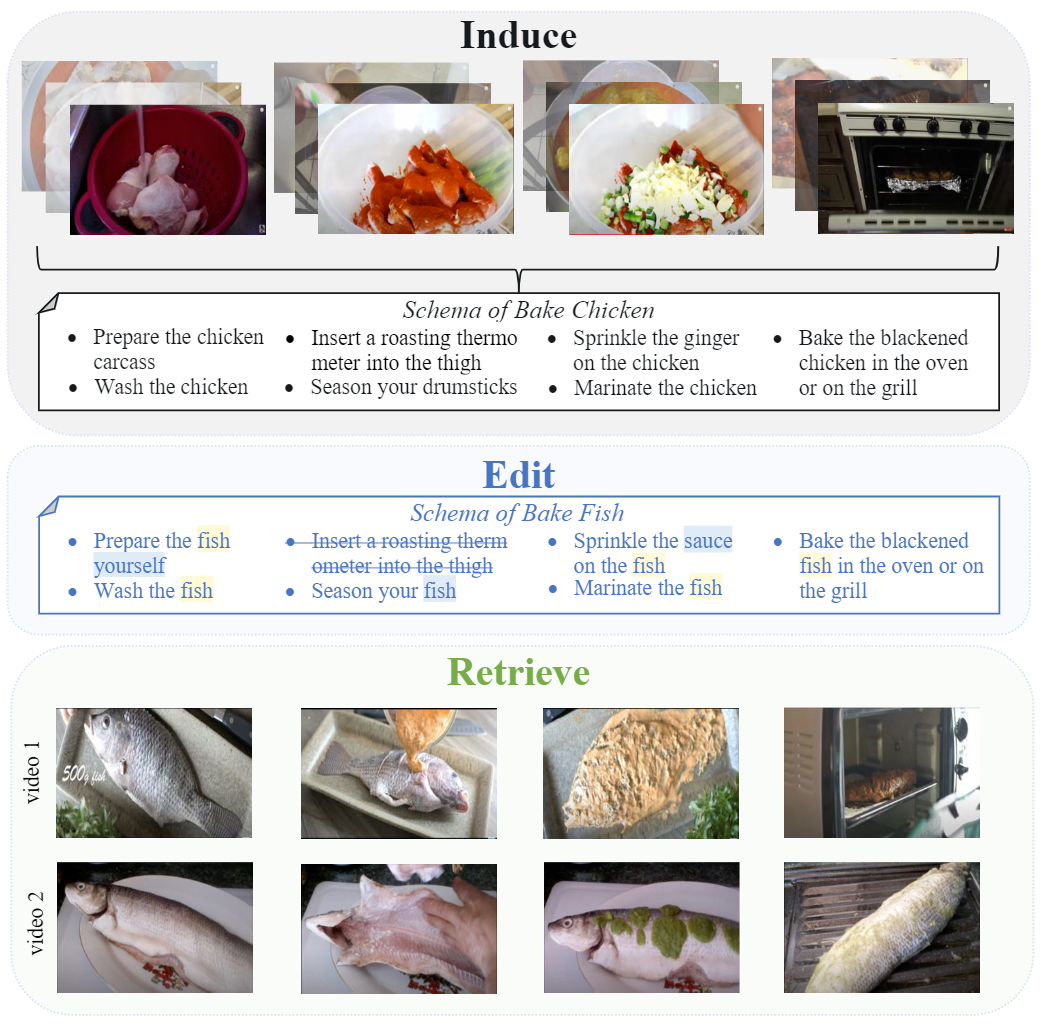 Induce
Schema of Bake Chicken
Prepare the chicken
carcass
Wash the chicken
Insert a roasting thermo
meter into the thigh
Season your drumsticks
Sprinkle the ginger
on the chicken
Marinate the chicken
Bake the blackened
chicken in the oven
or on the grill
Edit
Schema of Bake Fish
Prepare the fish
yourself
Wash the fish
Insert a roasting therm
ometer into the thigh
Season your fish
Sprinkle the sauce
on the fish
Marinate the fish
Bake the blackened
fish in the oven or on
the grill
Retrieve
video 1
500g fish
video 2